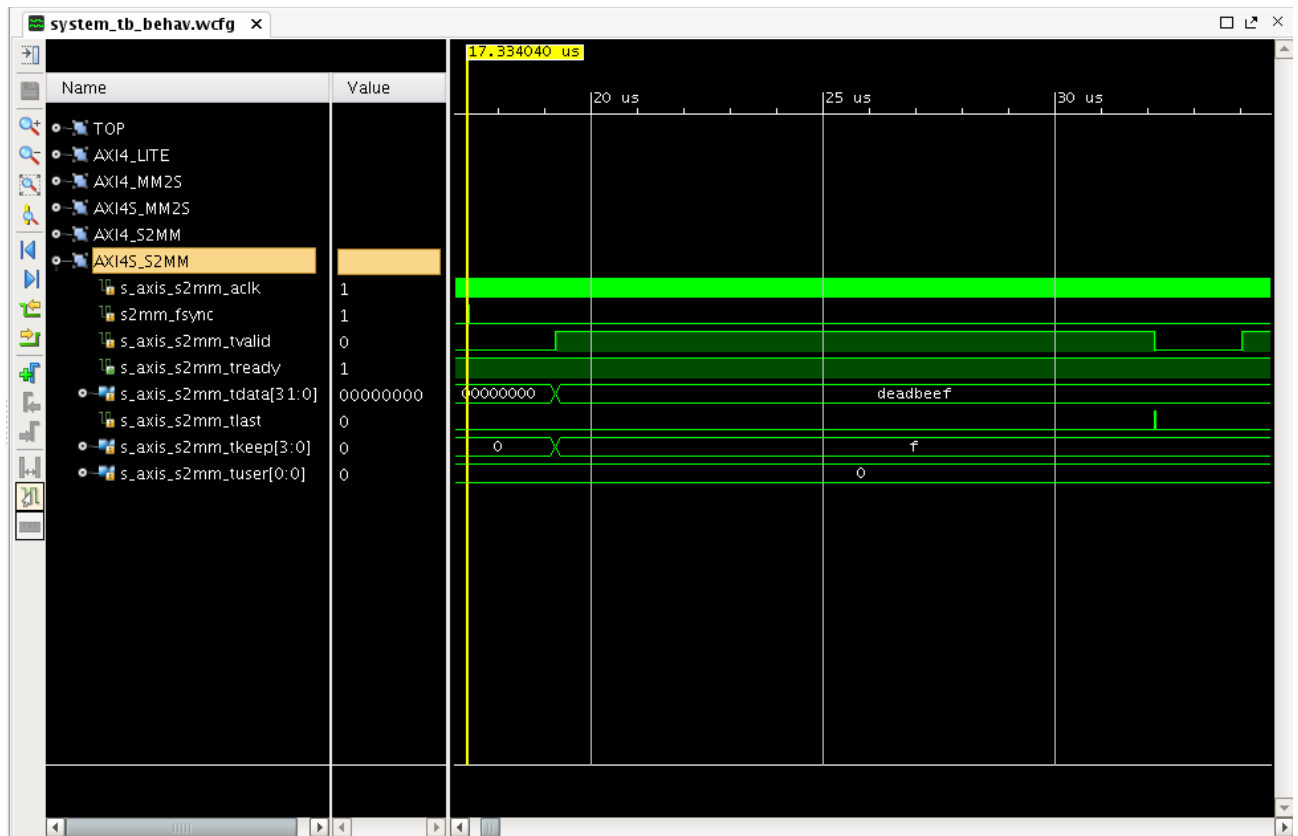 system_tb_behav.wcfg ×
17.334040 us
Name Value
20 us 25 us 30 us
TOP
AXI4_LITE
AXI4_MM2S
AXI4S_MM2S
AXI4_S2MM
AXI4S_S2MM
s_axis_s2mm_aclk 1
s2mm_fsync 1
s_axis_s2mm_tvalid 0
s_axis_s2mm_tready 1
s_axis_s2mm_tdata[31:0] 00000000 00000000 deadbeef
s_axis_s2mm_tlast 0
s_axis_s2mm_tkeep[3:0] 0 0 f
s_axis_s2mm_tuser[0:0] 0 0